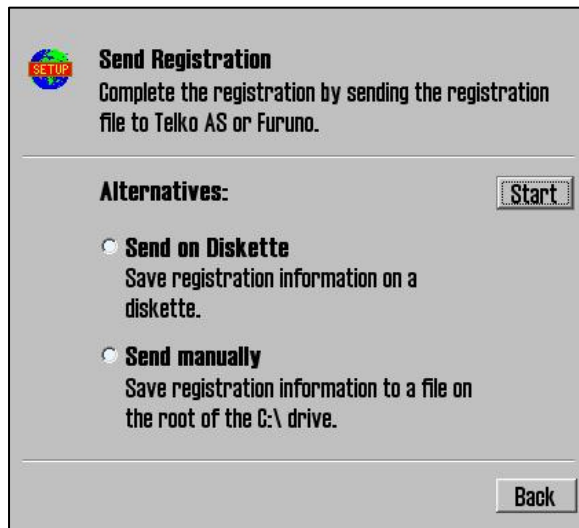 SETUP
Send Registration
Complete the registration by sending the registration
file to Telko AS or Furuno.
Alternatives:
Start
Send on Diskette
Save registration information on a
diskette.
Send manually
Save registration information to a file on
the root of the C:\ drive.
Back